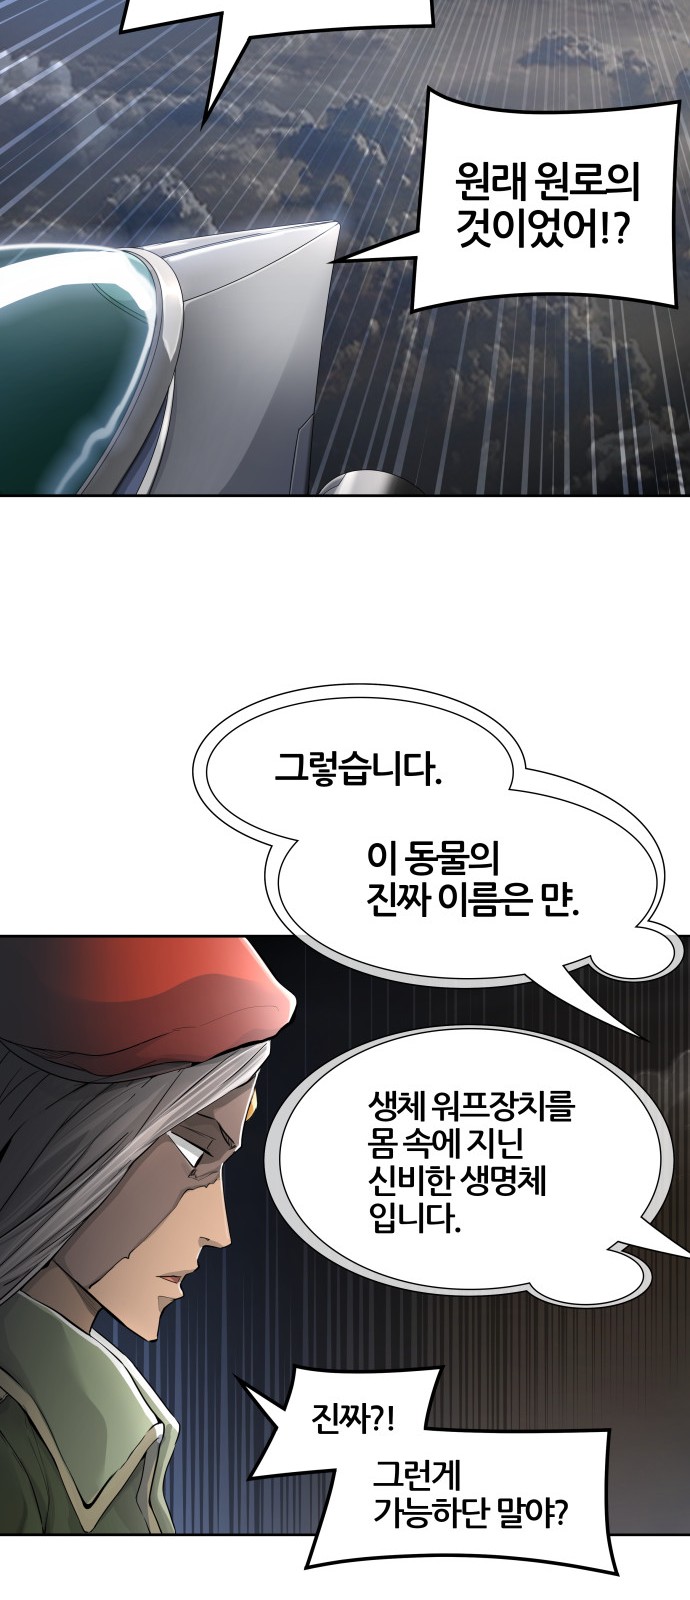 원래 원로의
것이었어!?
그렇습니다.
이 동물의
진짜 이름은 먄.
생체 워프장치를
몸 속에 지닌
신비한 생명체
입니다.
진짜?!
그런게
가능하단 말야?